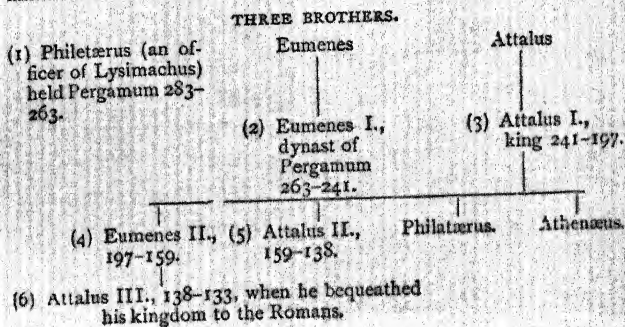 THREE BROTHERS.
(1) Philetærus (an of-
ficer of Lysimachus)
held Pergamum 283–
263.
Eumenes
Attalus
(2) Eumenes I.,
dynast of
Pergamum
263–241.
(3) Attalus I.,
king 241–197.
(4) Eumenes II.,
197–159.
(5) Attalus II.,
159–138.
Philatærus.
Athenæus.
(6) Attalus III., 138–133, when he bequeathed
his kingdom to the Romans.